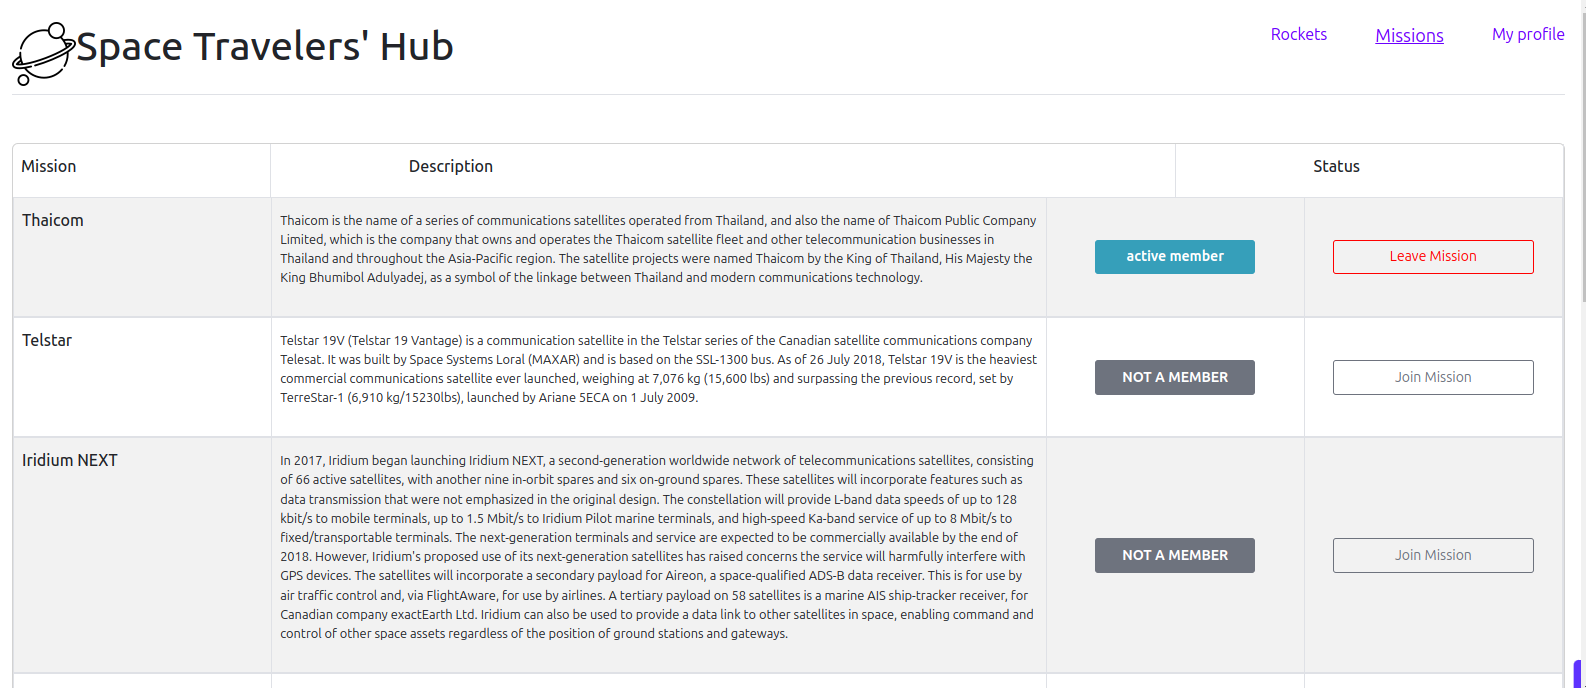 Space Travelers' Hub
Rockets
Missions
My profile
Mission
Description
Status
Thaicom
Thaicom is the name of a series of communications satellites operated from Thailand, and also the name of Thaicom Public Company
Limited, which is the company that owns and operates the Thaicom satellite fleet and other telecommunication businesses in
Thailand and throughout the Asia-Pacific region. The satellite projects were named Thaicom by the King of Thailand, His Majesty the
King Bhumibol Adulyadej, as a symbol of the linkage between Thailand and modern communications technology.
active member
Leave Mission
Telstar
Telstar 19V (Telstar 19 Vantage) is a communication satellite in the Telstar series of the Canadian satellite communications company
Telesat. It was built by Space Systems Loral (MAXAR) and is based on the SSL-1300 bus. As of 26 July 2018, Telstar 19V is the heaviest
commercial communications satellite ever launched, weighing at 7,076 kg (15,600 lbs) and surpassing the previous record, set by
TerreStar-1 (6,910 kg/15230lbs), launched by Ariane 5ECA on 1 July 2009.
NOT A MEMBER
Join Mission
Iridium NEXT
In 2017, Iridium began launching Iridium NEXT, a second-generation worldwide network of telecommunications satellites, consisting
of 66 active satellites, with another nine in-orbit spares and six on-ground spares. These satellites will incorporate features such as
data transmission that were not emphasized in the original design. The constellation will provide L-band data speeds of up to 128
kbit/s to mobile terminals, up to 1.5 Mbit/s to Iridium Pilot marine terminals, and high-speed Ka-band service of up to 8 Mbit/s to
fixed/transportable terminals. The next-generation terminals and service are expected to be commercially available by the end of
2018. However, Iridium's proposed use of its next-generation satellites has raised concerns the service will harmfully interfere with
GPS devices. The satellites will incorporate a secondary payload for Aireon, a space-qualified ADS-B data receiver. This is for use by
air traffic control and, via FlightAware, for use by airlines. A tertiary payload on 58 satellites is a marine AIS ship-tracker receiver, for
Canadian company exactEarth Ltd. Iridium can also be used to provide a data link to other satellites in space, enabling command and
control of other space assets regardless of the position of ground stations and gateways.
NOT A MEMBER
Join Mission